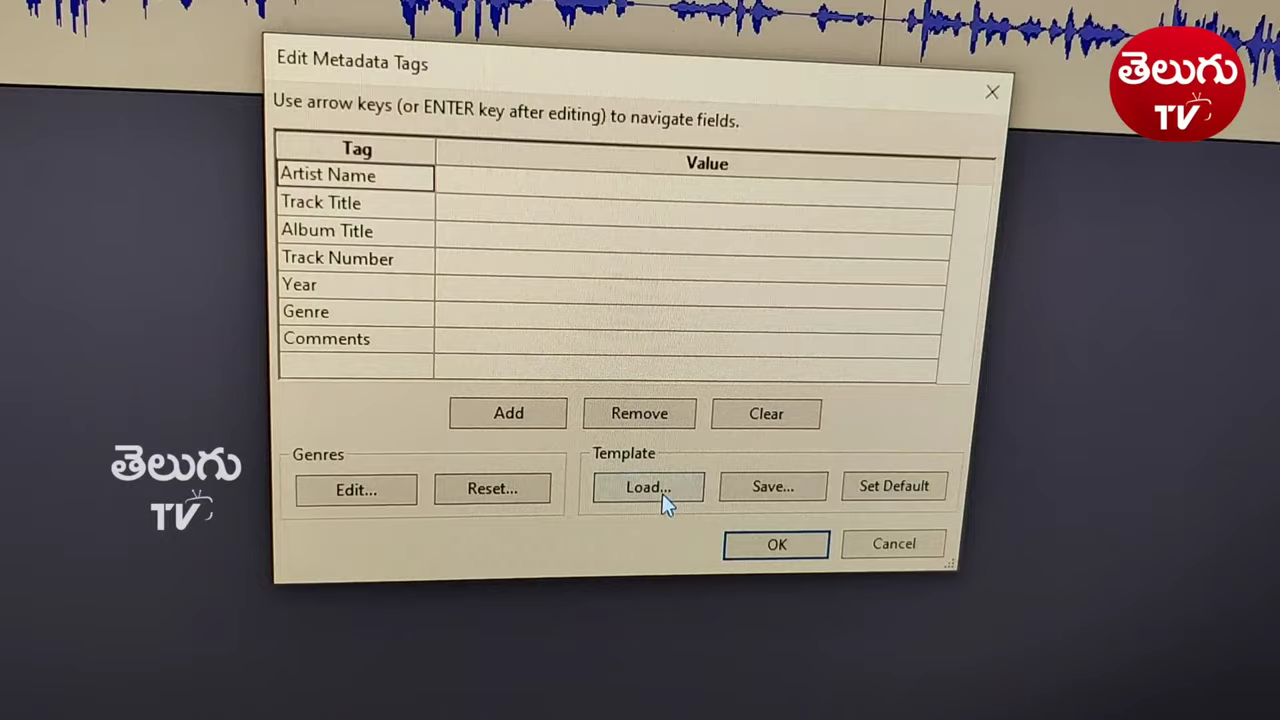 Edit Metadata Tags
తెలుగు
TV
Use arrow keys (or ENTER key after editing) to navigate fields.
Tag Value
Artist Name
Track Title
Album Title
Track Number
Year
Genre
Comments
Add Remove Clear
Genres Template
Edit... Reset... Load... Save... Set Default
OK Cancel
తెలుగు
TV